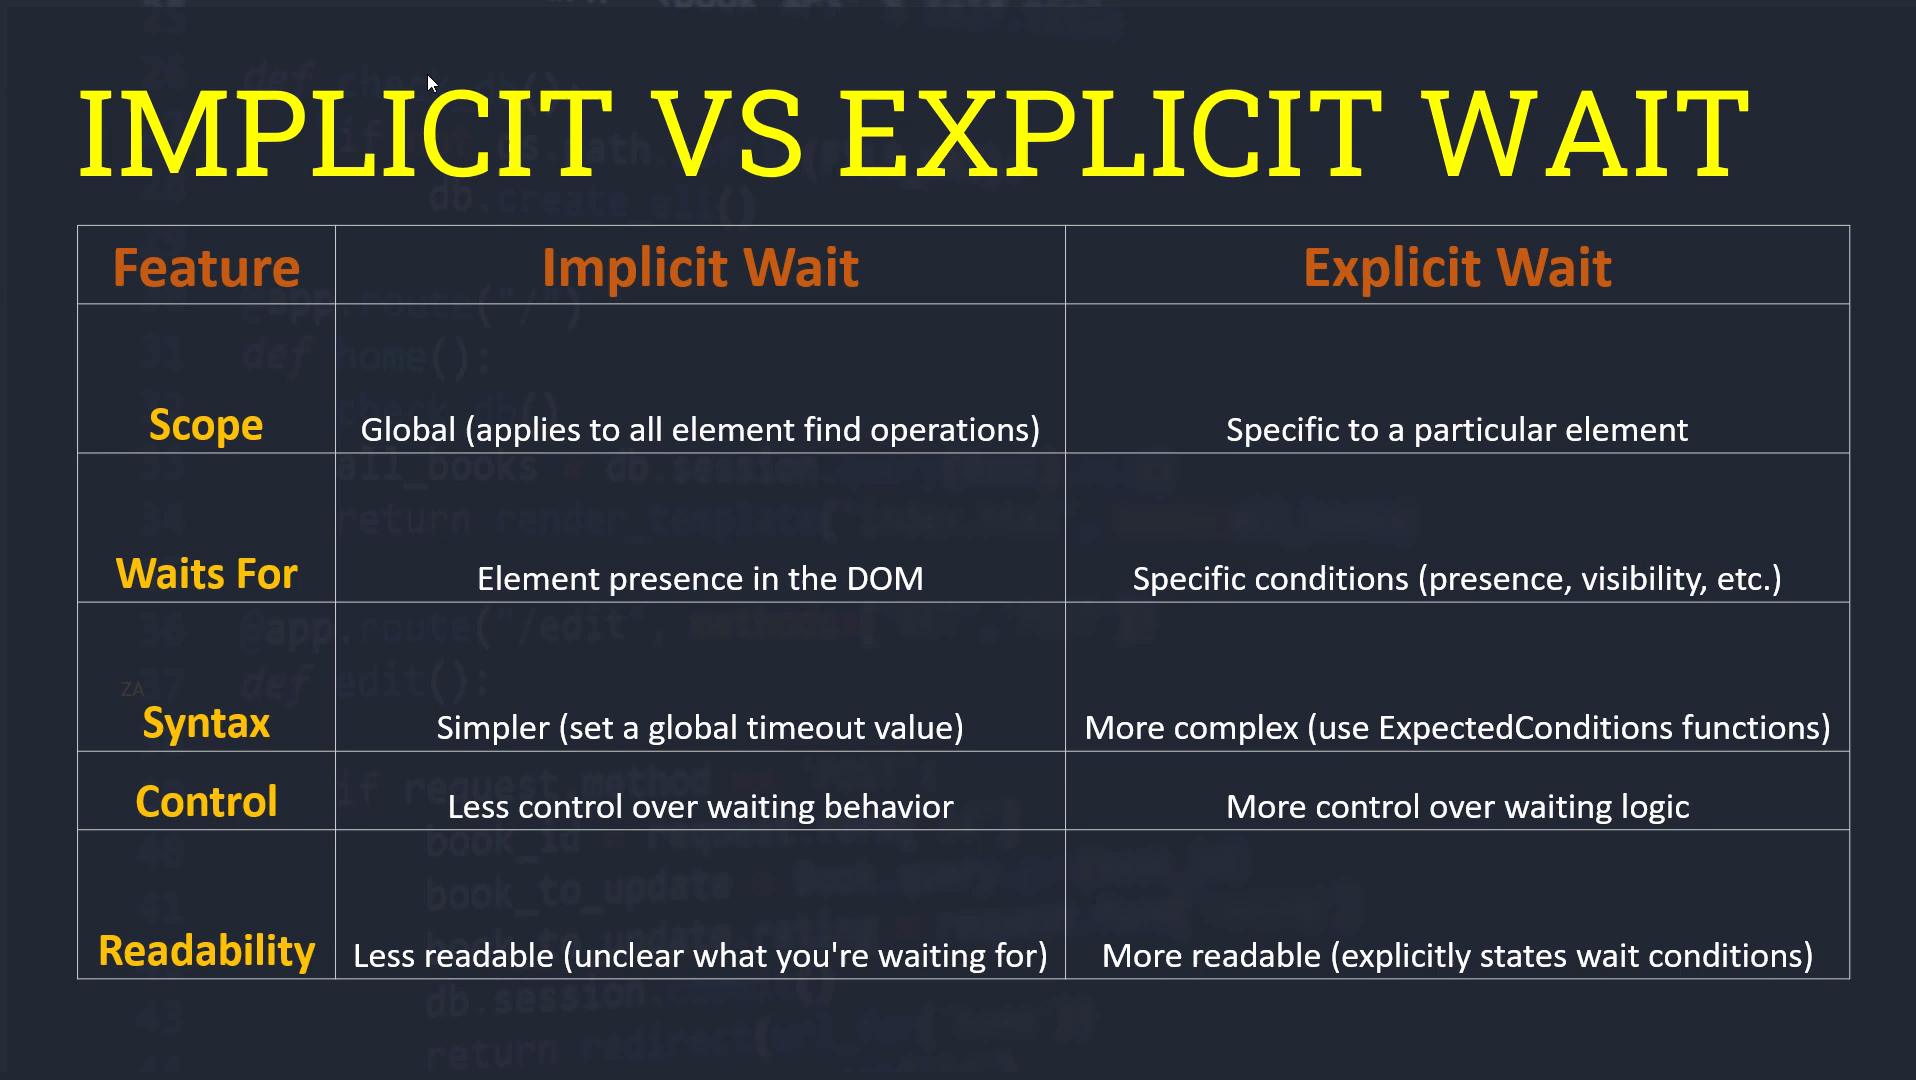 IMPLICIT VS EXPLICIT WAIT
Feature Implicit Wait Explicit Wait
Scope Global (applies to all element find operations) Specific to a particular element
Waits For Element presence in the DOM Specific conditions (presence, visibility, etc.)
ZA
Syntax Simpler (set a global timeout value) More complex (use ExpectedConditions functions)
Control Less control over waiting behavior More control over waiting logic
Readability Less readable (unclear what you're waiting for) More readable (explicitly states wait conditions)